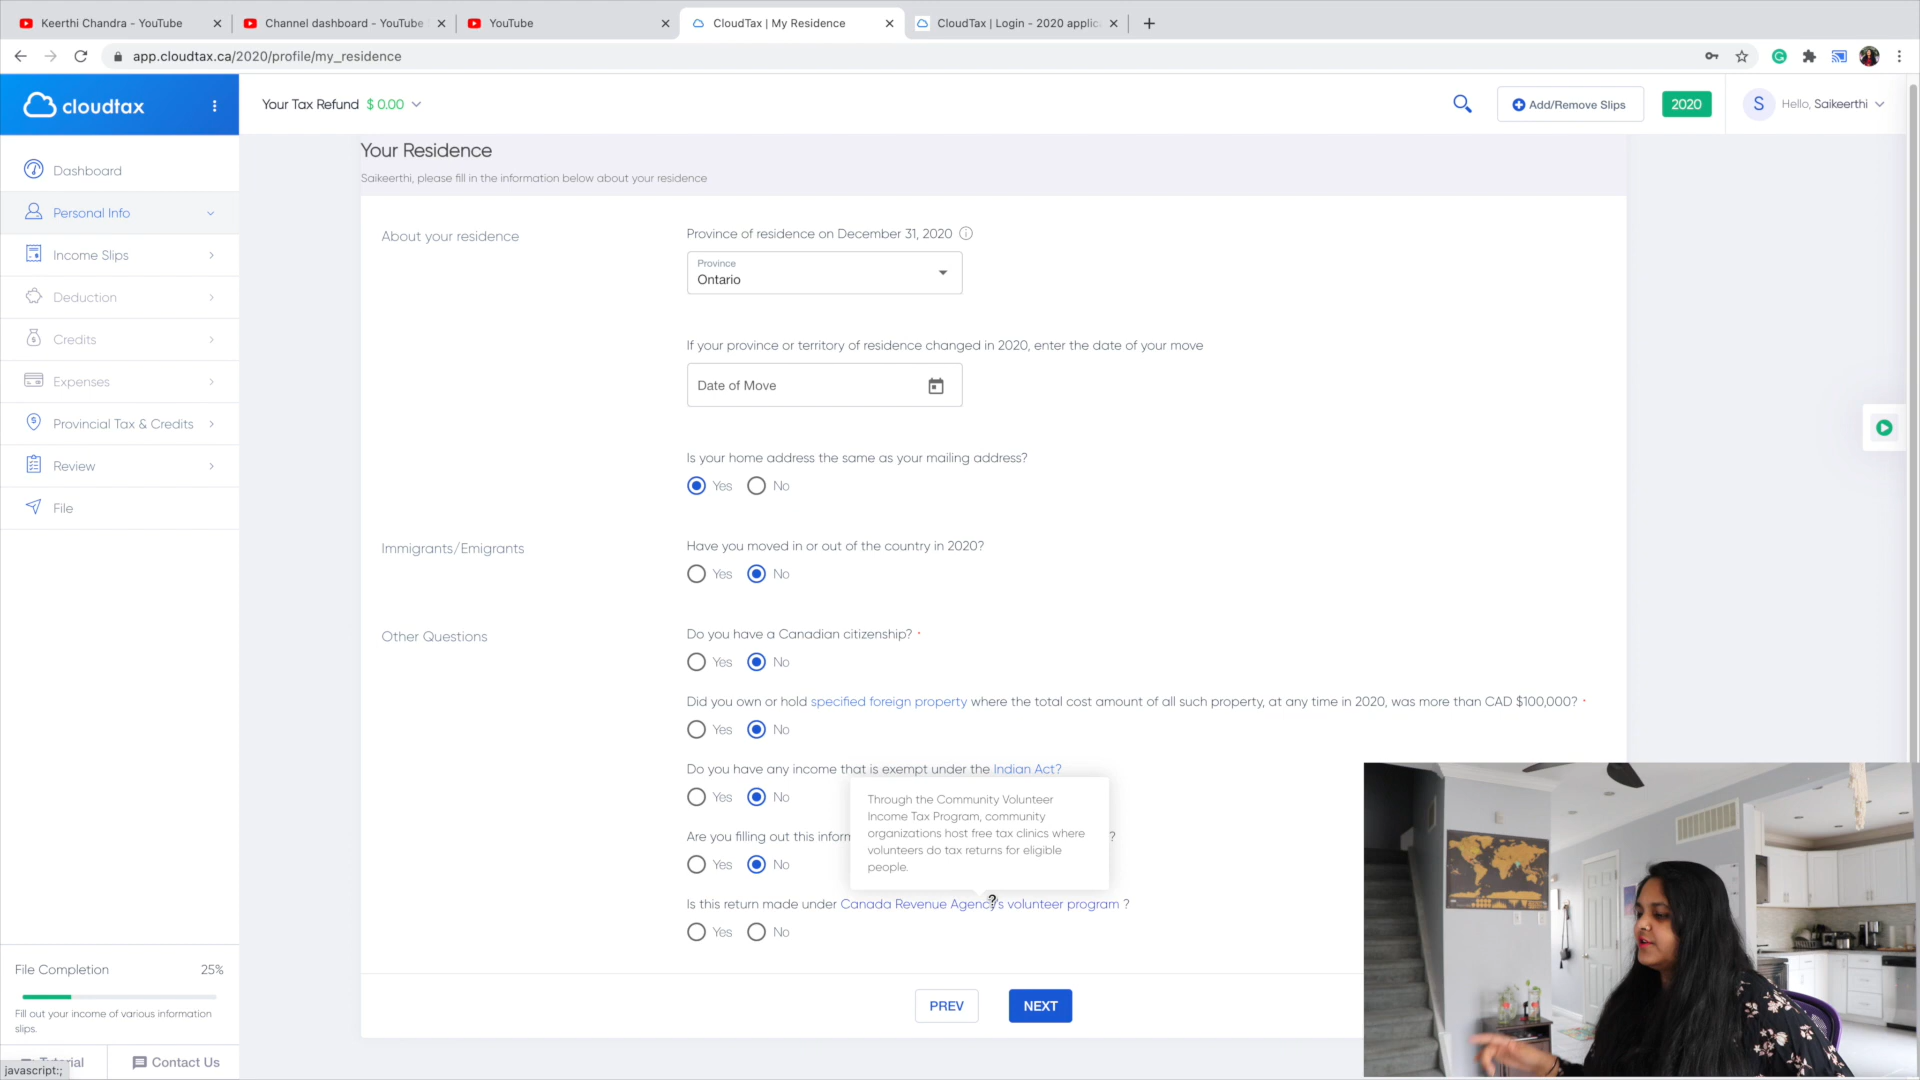 Keerthi Chandra - YouTube
Channel dashboard - YouTube
YouTube
CloudTax | My Residence
CloudTax | Login - 2020 applic
app.cloudtax.ca/2020/profile/my_residence
cloudtax
Your Tax Refund $ 0.00
Add/Remove Slips
2020
S
Hello, Saikeerthi
Dashboard
Personal Info
Income Slips
Deduction
Credits
Expenses
Provincial Tax & Credits
Review
File
Your Residence
Saikeerthi, please fill in the information below about your residence
About your residence
Province of residence on December 31, 2020
Province
Ontario
If your province or territory of residence changed in 2020, enter the date of your move
Date of Move
Is your home address the same as your mailing address?
Yes No
Immigrants/Emigrants
Have you moved in or out of the country in 2020?
Yes No
Other Questions
Do you have a Canadian citizenship? *
Yes No
Did you own or hold specified foreign property where the total cost amount of all such property, at any time in 2020, was more than CAD $100,000? *
Yes No
Do you have any income that is exempt under the Indian Act?
Yes No
Through the Community Volunteer
Income Tax Program, community
organizations host free tax clinics where
volunteers do tax returns for eligible
people.
Are you filling out this inform ?
Yes No
Is this return made under Canada Revenue Agency's volunteer program ?
Yes No
PREV
NEXT
File Completion 25%
Fill out your income of various information
slips.
Tutorial
Contact Us
javascript:;